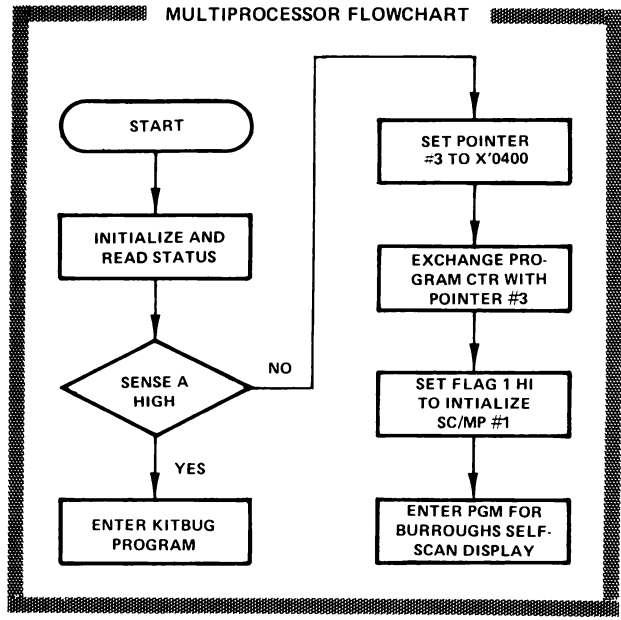 MULTIPROCESSOR FLOWCHART
START
INITIALIZE AND
READ STATUS
SENSE A
HIGH
NO
YES
ENTER KITBUG
PROGRAM
SET POINTER
#3 TO X'0400
EXCHANGE PRO-
GRAM CTR WITH
POINTER #3
SET FLAG 1 HI
TO INTIALIZE
SC/MP #1
ENTER PGM FOR
BURROUGHS SELF-
SCAN DISPLAY